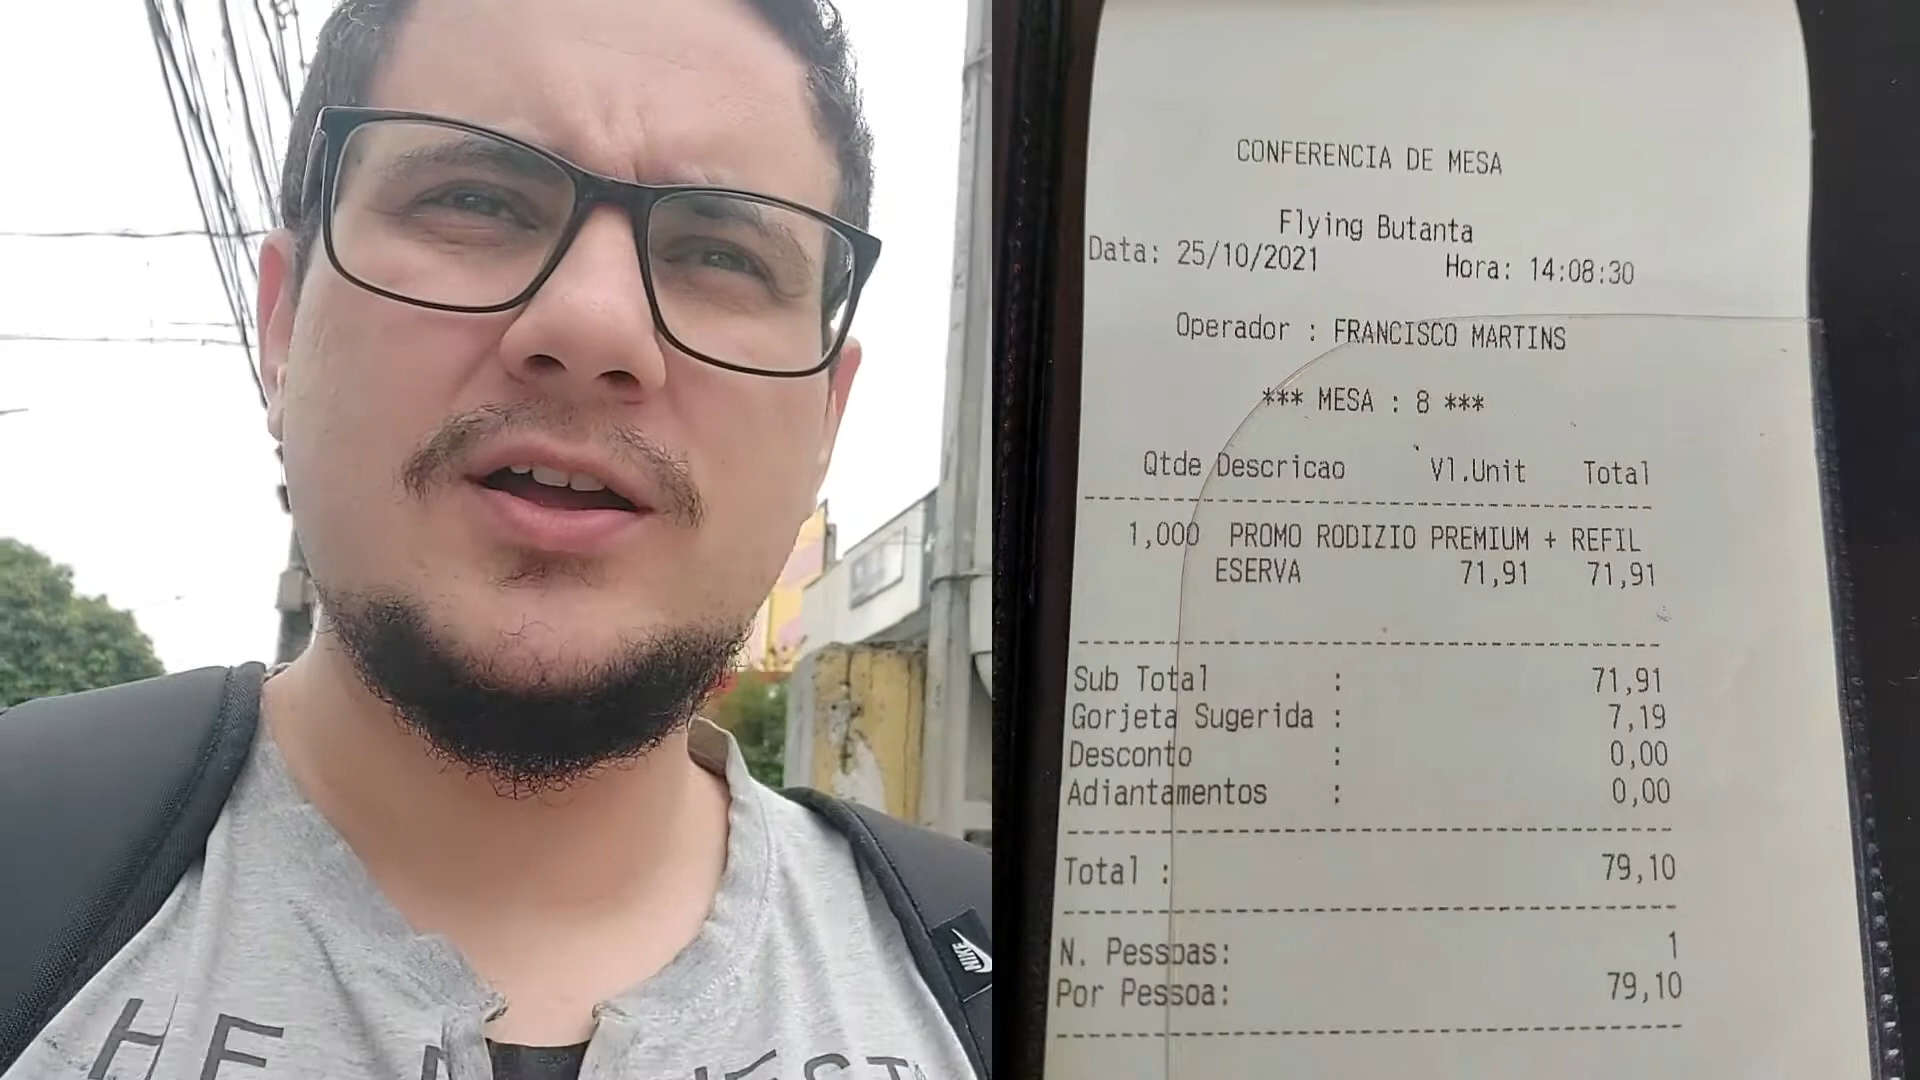 HE
EST
NIKE
CONFERENCIA DE MESA
Flying Butanta
Data: 25/10/2021 Hora: 14:08:30
Operador : FRANCISCO MARTINS
*** MESA : 8 ***
Qtde Descricao Vl.Unit Total
1,000 PROMO RODIZIO PREMIUM + REFIL
ESERVA 71,91 71,91
Sub Total : 71,91
Gorjeta Sugerida : 7,19
Desconto : 0,00
Adiantamentos : 0,00
Total : 79,10
N. Pessoas: 1
Por Pessoa: 79,10